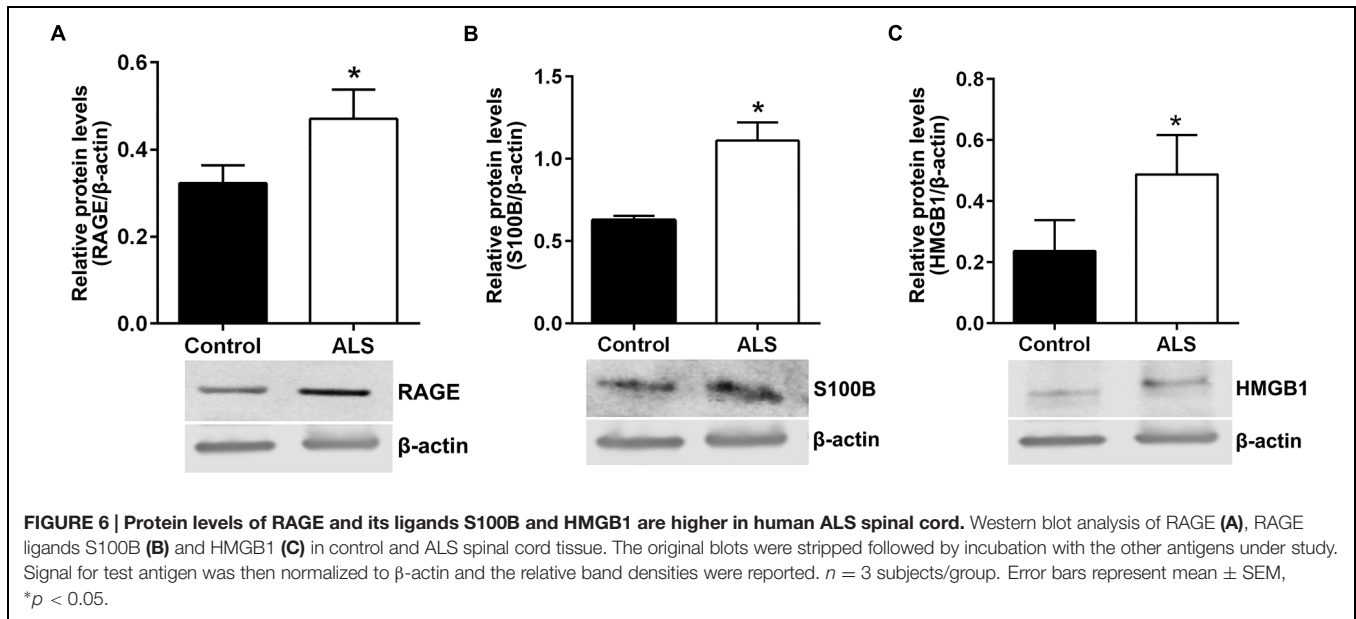 A
Relative protein levels
(RAGE/β-actin)
0.6
0.4
0.2
0.0
*
Control ALS
RAGE
β-actin
B
Relative protein levels
(S100B/β-actin)
1.5
1.0
0.5
0.0
*
Control ALS
S100B
β-actin
C
Relative protein levels
(HMGB1/β-actin)
0.8
0.6
0.4
0.2
0.0
*
Control ALS
HMGB1
β-actin
FIGURE 6 | Protein levels of RAGE and its ligands S100B and HMGB1 are higher in human ALS spinal cord. Western blot analysis of RAGE (A), RAGE
ligands S100B (B) and HMGB1 (C) in control and ALS spinal cord tissue. The original blots were stripped followed by incubation with the other antigens under study.
Signal for test antigen was then normalized to β-actin and the relative band densities were reported. n = 3 subjects/group. Error bars represent mean ± SEM,
*p < 0.05.